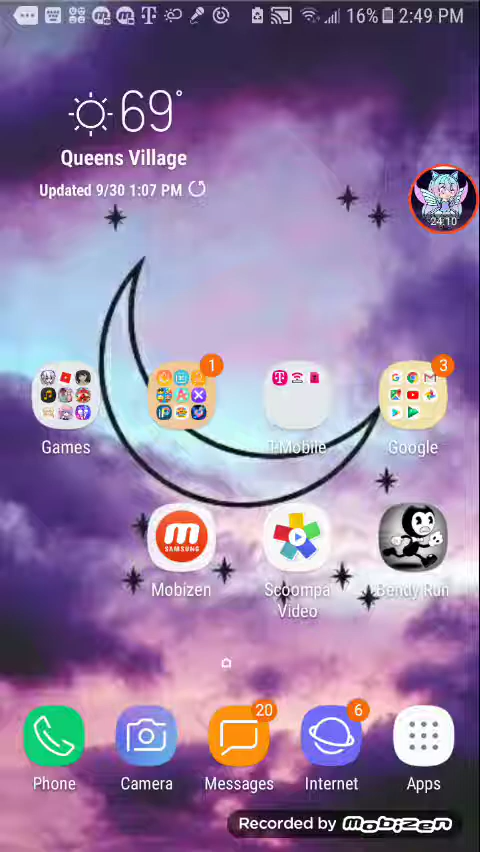 16% 2:49 PM
69°
Queens Village
Updated 9/30 1:07 PM
24:10
1
3
Games
T-Mobile
Google
SAMSUNG
Mobizen
Scoompa
Video
Bendy Run
20
6
Phone
Camera
Messages
Internet
Apps
Recorded by mobizen